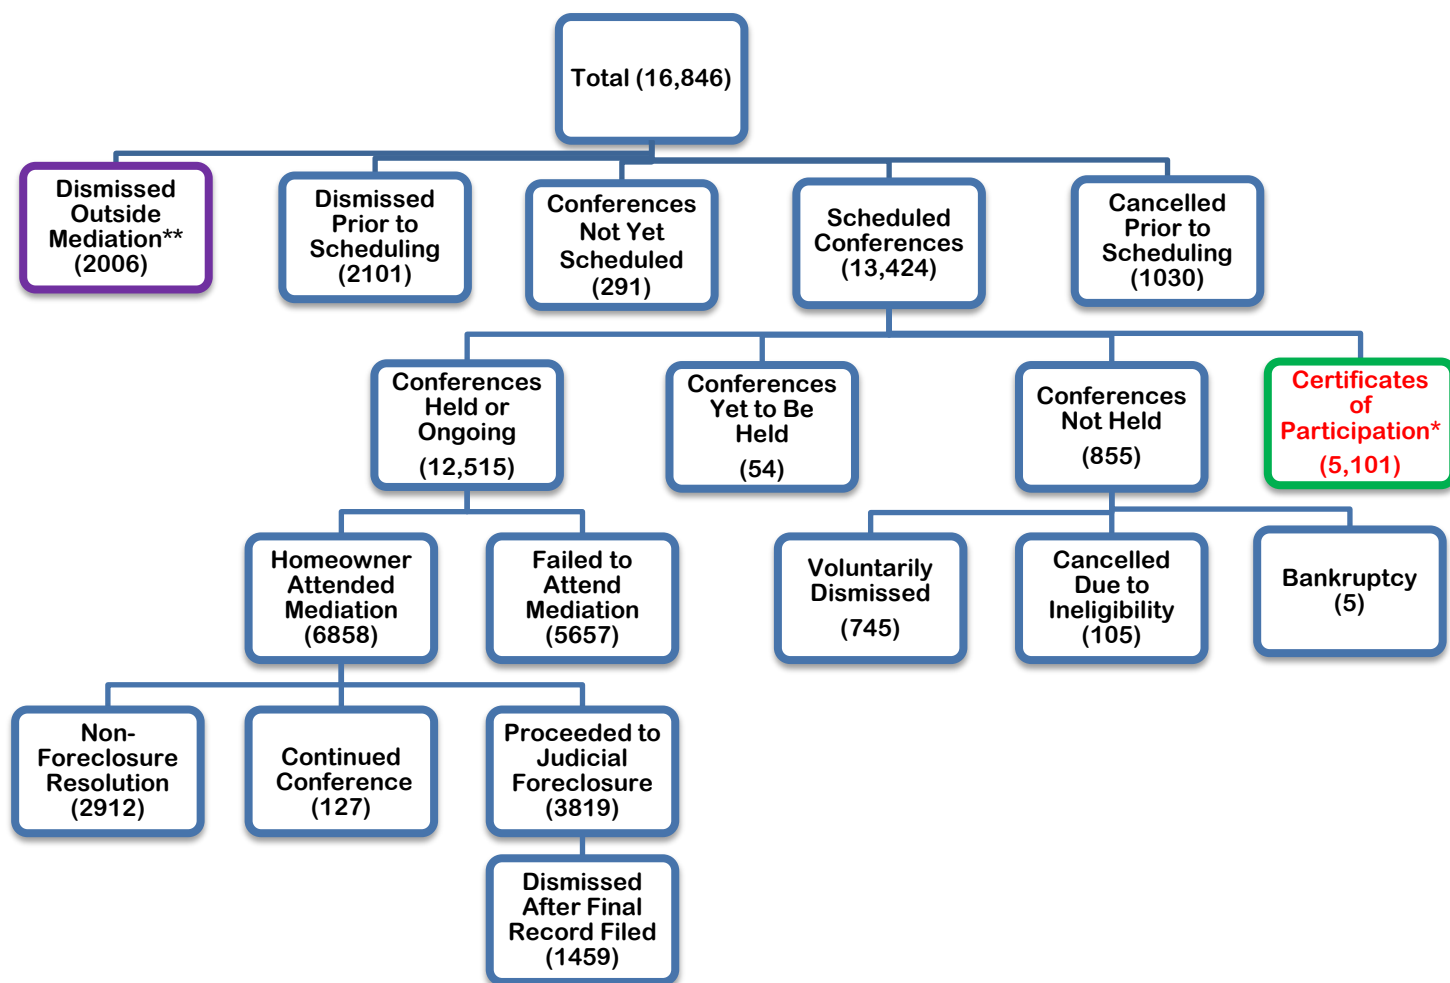 Total (16,846)
Dismissed
Outside
Mediation**
(2006)
Dismissed
Prior to
Scheduling
(2101)
Conferences
Not Yet
Scheduled
(291)
Scheduled
Conferences
(13,424)
Cancelled
Prior to
Scheduling
(1030)
Conferences
Held or
Ongoing
(12,515)
Conferences
Yet to Be
Held
(54)
Conferences
Not Held
(855)
Certificates
of
Participation*
(5,101)
Homeowner
Attended
Mediation
(6858)
Failed to
Attend
Mediation
(5657)
Voluntarily
Dismissed
(745)
Cancelled
Due to
Ineligibility
(105)
Bankruptcy
(5)
Non-
Foreclosure
Resolution
(2912)
Continued
Conference
(127)
Proceeded to
Judicial
Foreclosure
(3819)
Dismissed
After Final
Record Filed
(1459)